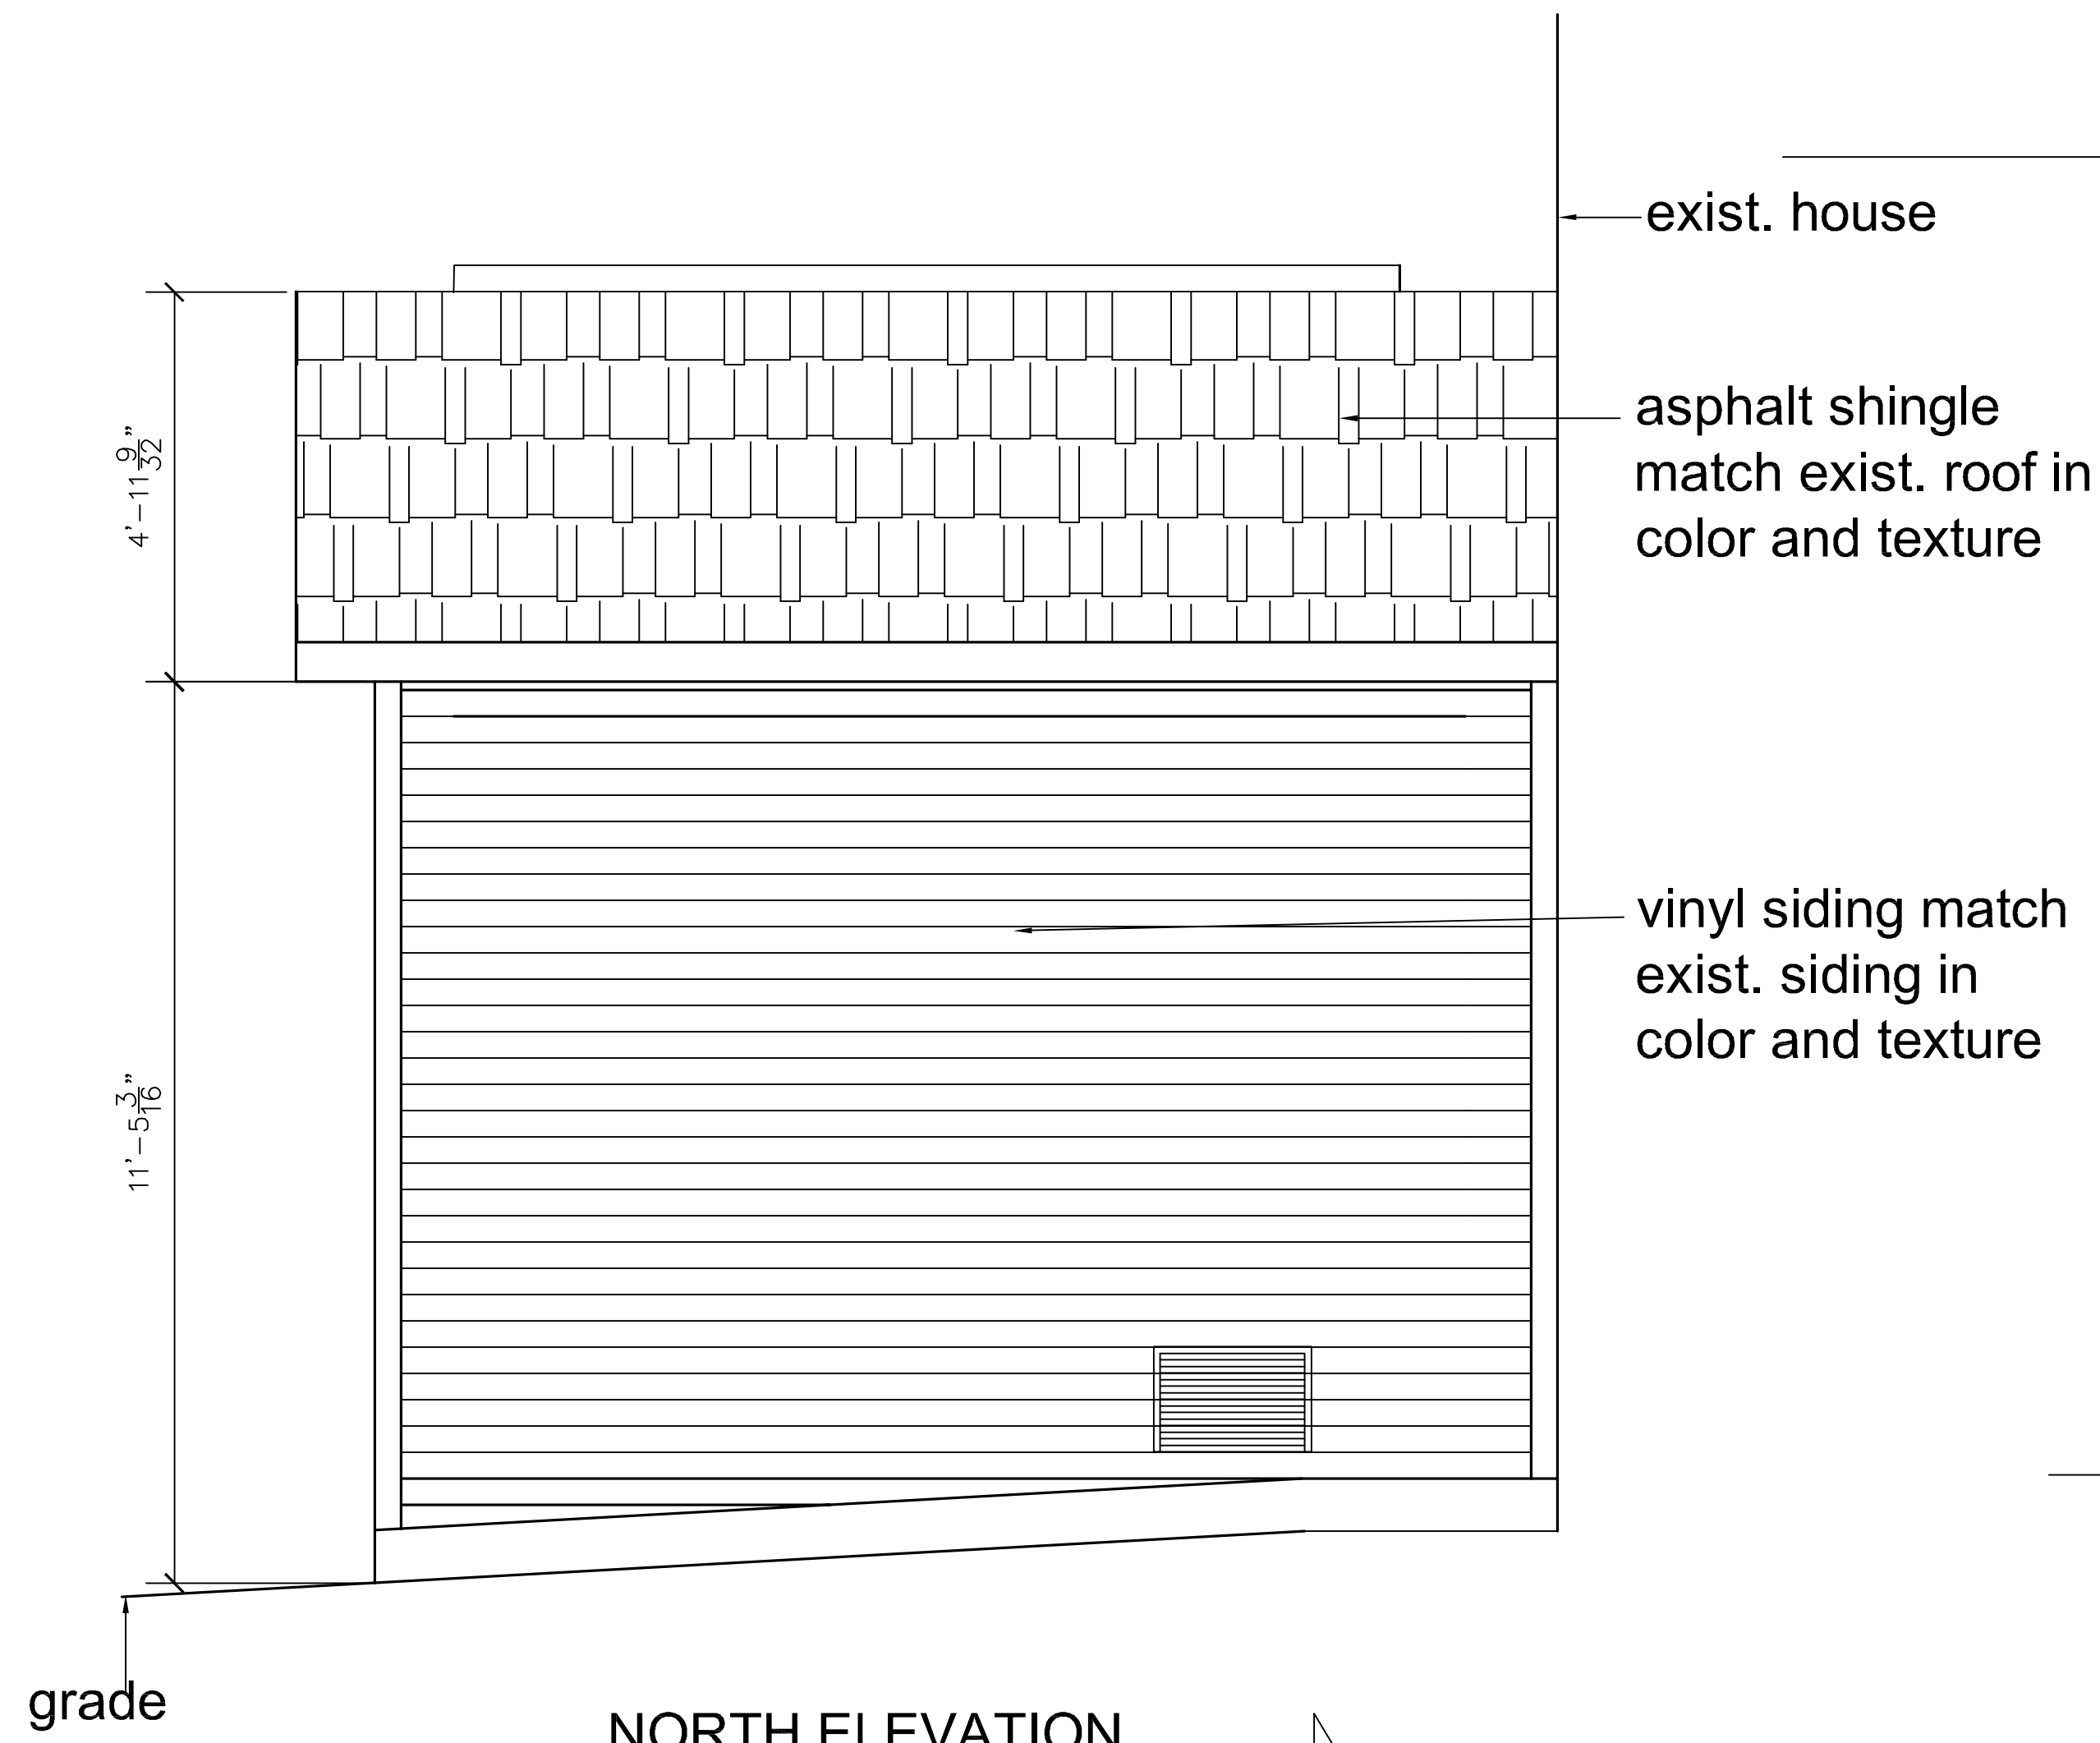 exist. house
asphalt shingle
match exist. roof in
color and texture
4'-11 9/32"
vinyl siding match
exist. siding in
color and texture
11'-5 3/16"
grade
NORTH ELEVATION